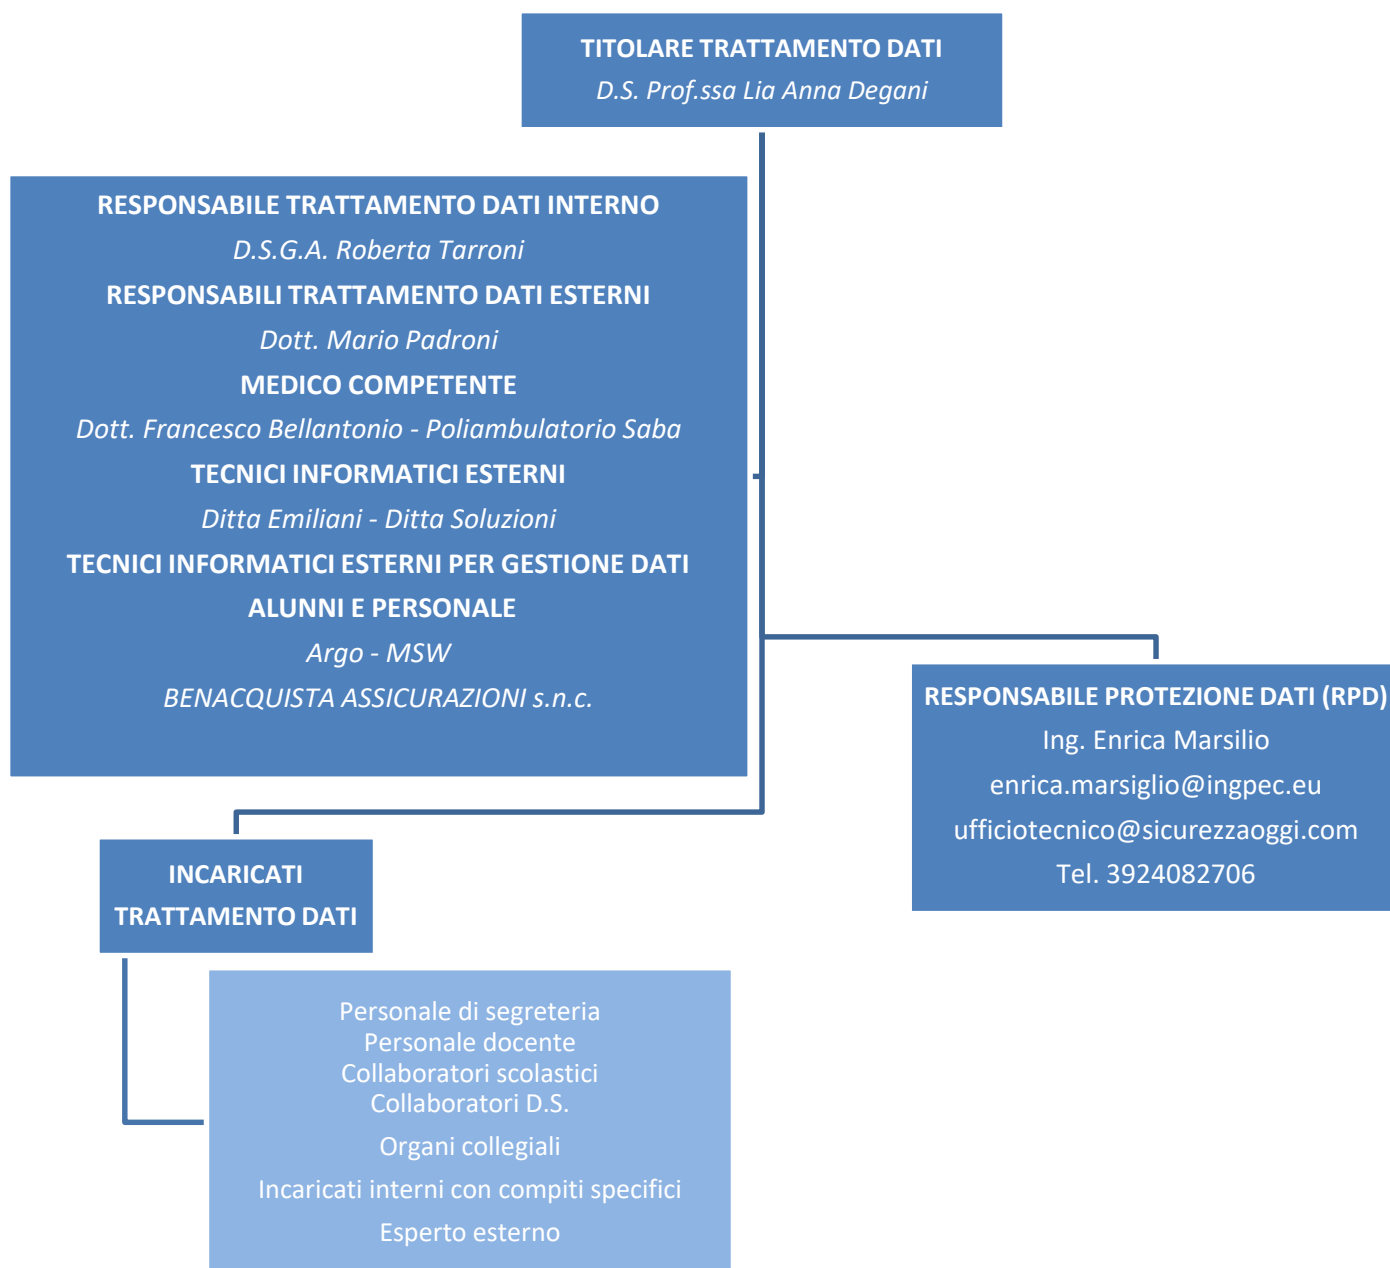 TITOLARE TRATTAMENTO DATI
D.S. Prof.ssa Lia Anna Degani
RESPONSABILE TRATTAMENTO DATI INTERNO
D.S.G.A. Roberta Tarroni
RESPONSABILI TRATTAMENTO DATI ESTERNI
Dott. Mario Padroni
MEDICO COMPETENTE
Dott. Francesco Bellantonio - Poliambulatorio Saba
TECNICI INFORMATICI ESTERNI
Ditta Emiliani - Ditta Soluzioni
TECNICI INFORMATICI ESTERNI PER GESTIONE DATI
ALUNNI E PERSONALE
Argo - MSW
BENACQUISTA ASSICURAZIONI s.n.c.
RESPONSABILE PROTEZIONE DATI (RPD)
Ing. Enrica Marsilio
enrica.marsiglio@ingpec.eu
ufficiotecnico@sicurezzaoggi.com
Tel. 3924082706
INCARICATI
TRATTAMENTO DATI
Personale di segreteria
Personale docente
Collaboratori scolastici
Collaboratori D.S.
Organi collegiali
Incaricati interni con compiti specifici
Esperto esterno